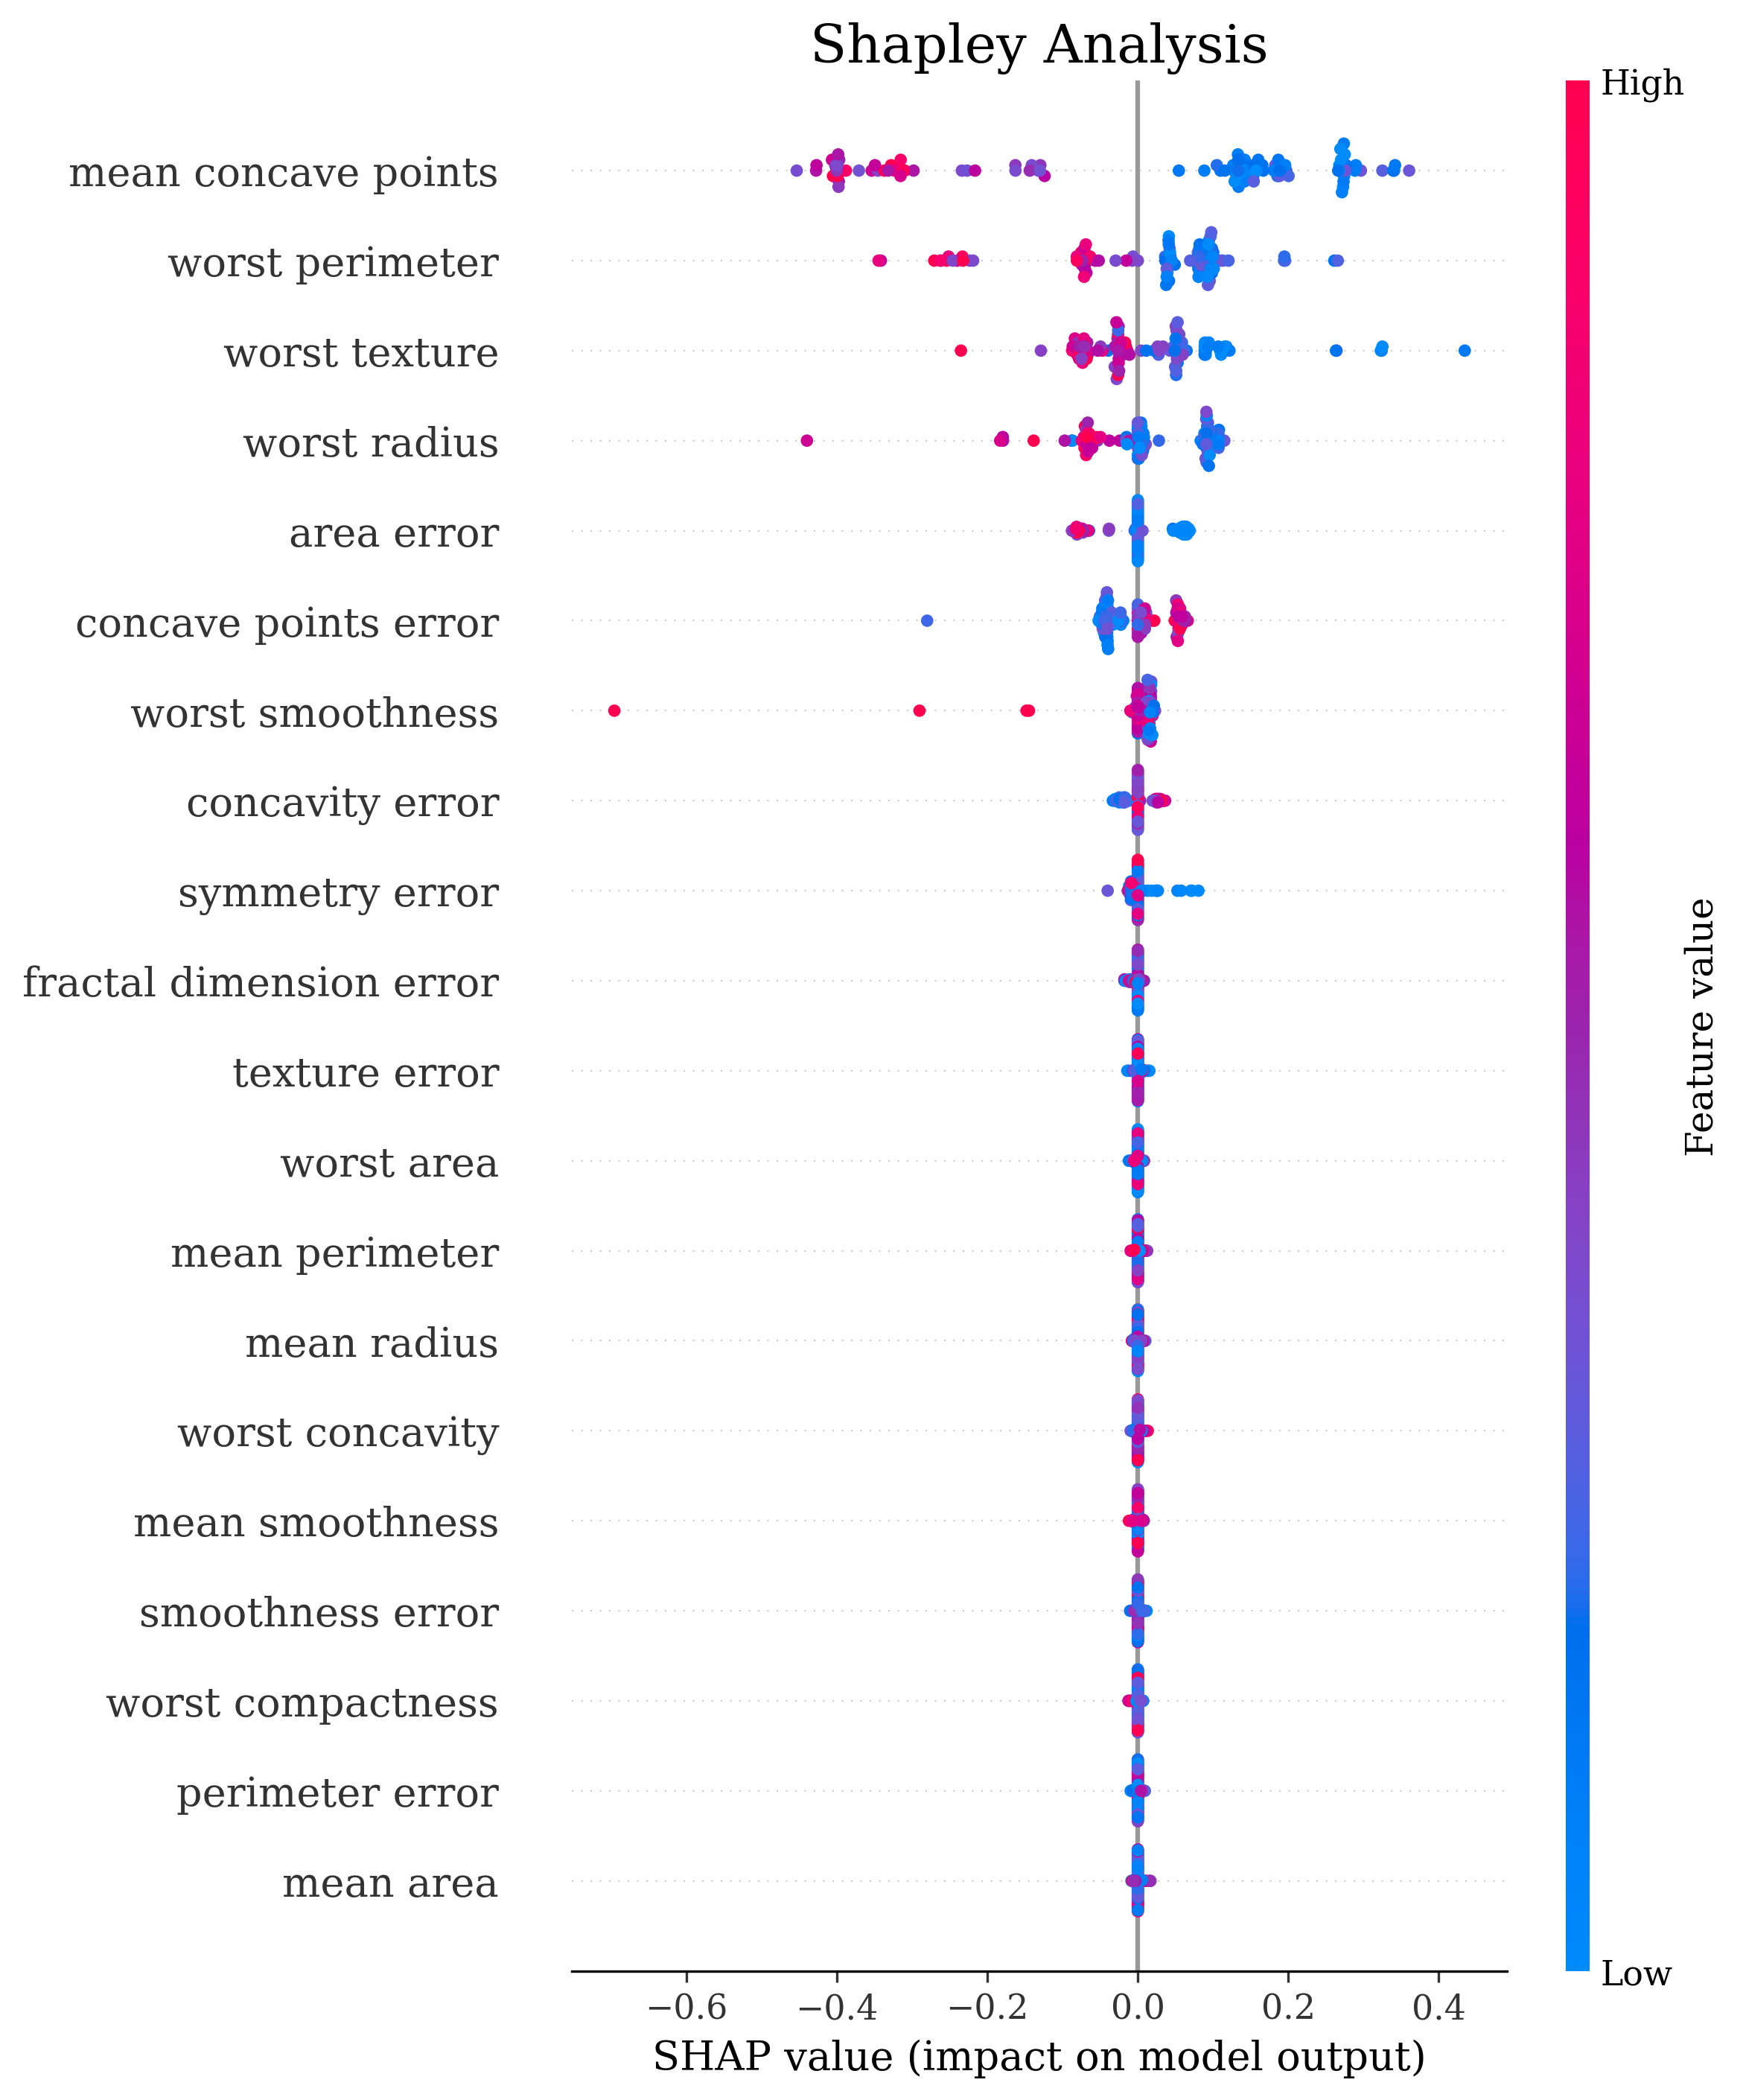 Shapley Analysis
High
mean concave points
worst perimeter
worst texture
worst radius
area error
concave points error
worst smoothness
concavity error
symmetry error
fractal dimension error
texture error
worst area
mean perimeter
mean radius
worst concavity
mean smoothness
smoothness error
worst compactness
perimeter error
mean area
Feature value
Low
−0.6 −0.4 −0.2 0.0 0.2 0.4
SHAP value (impact on model output)